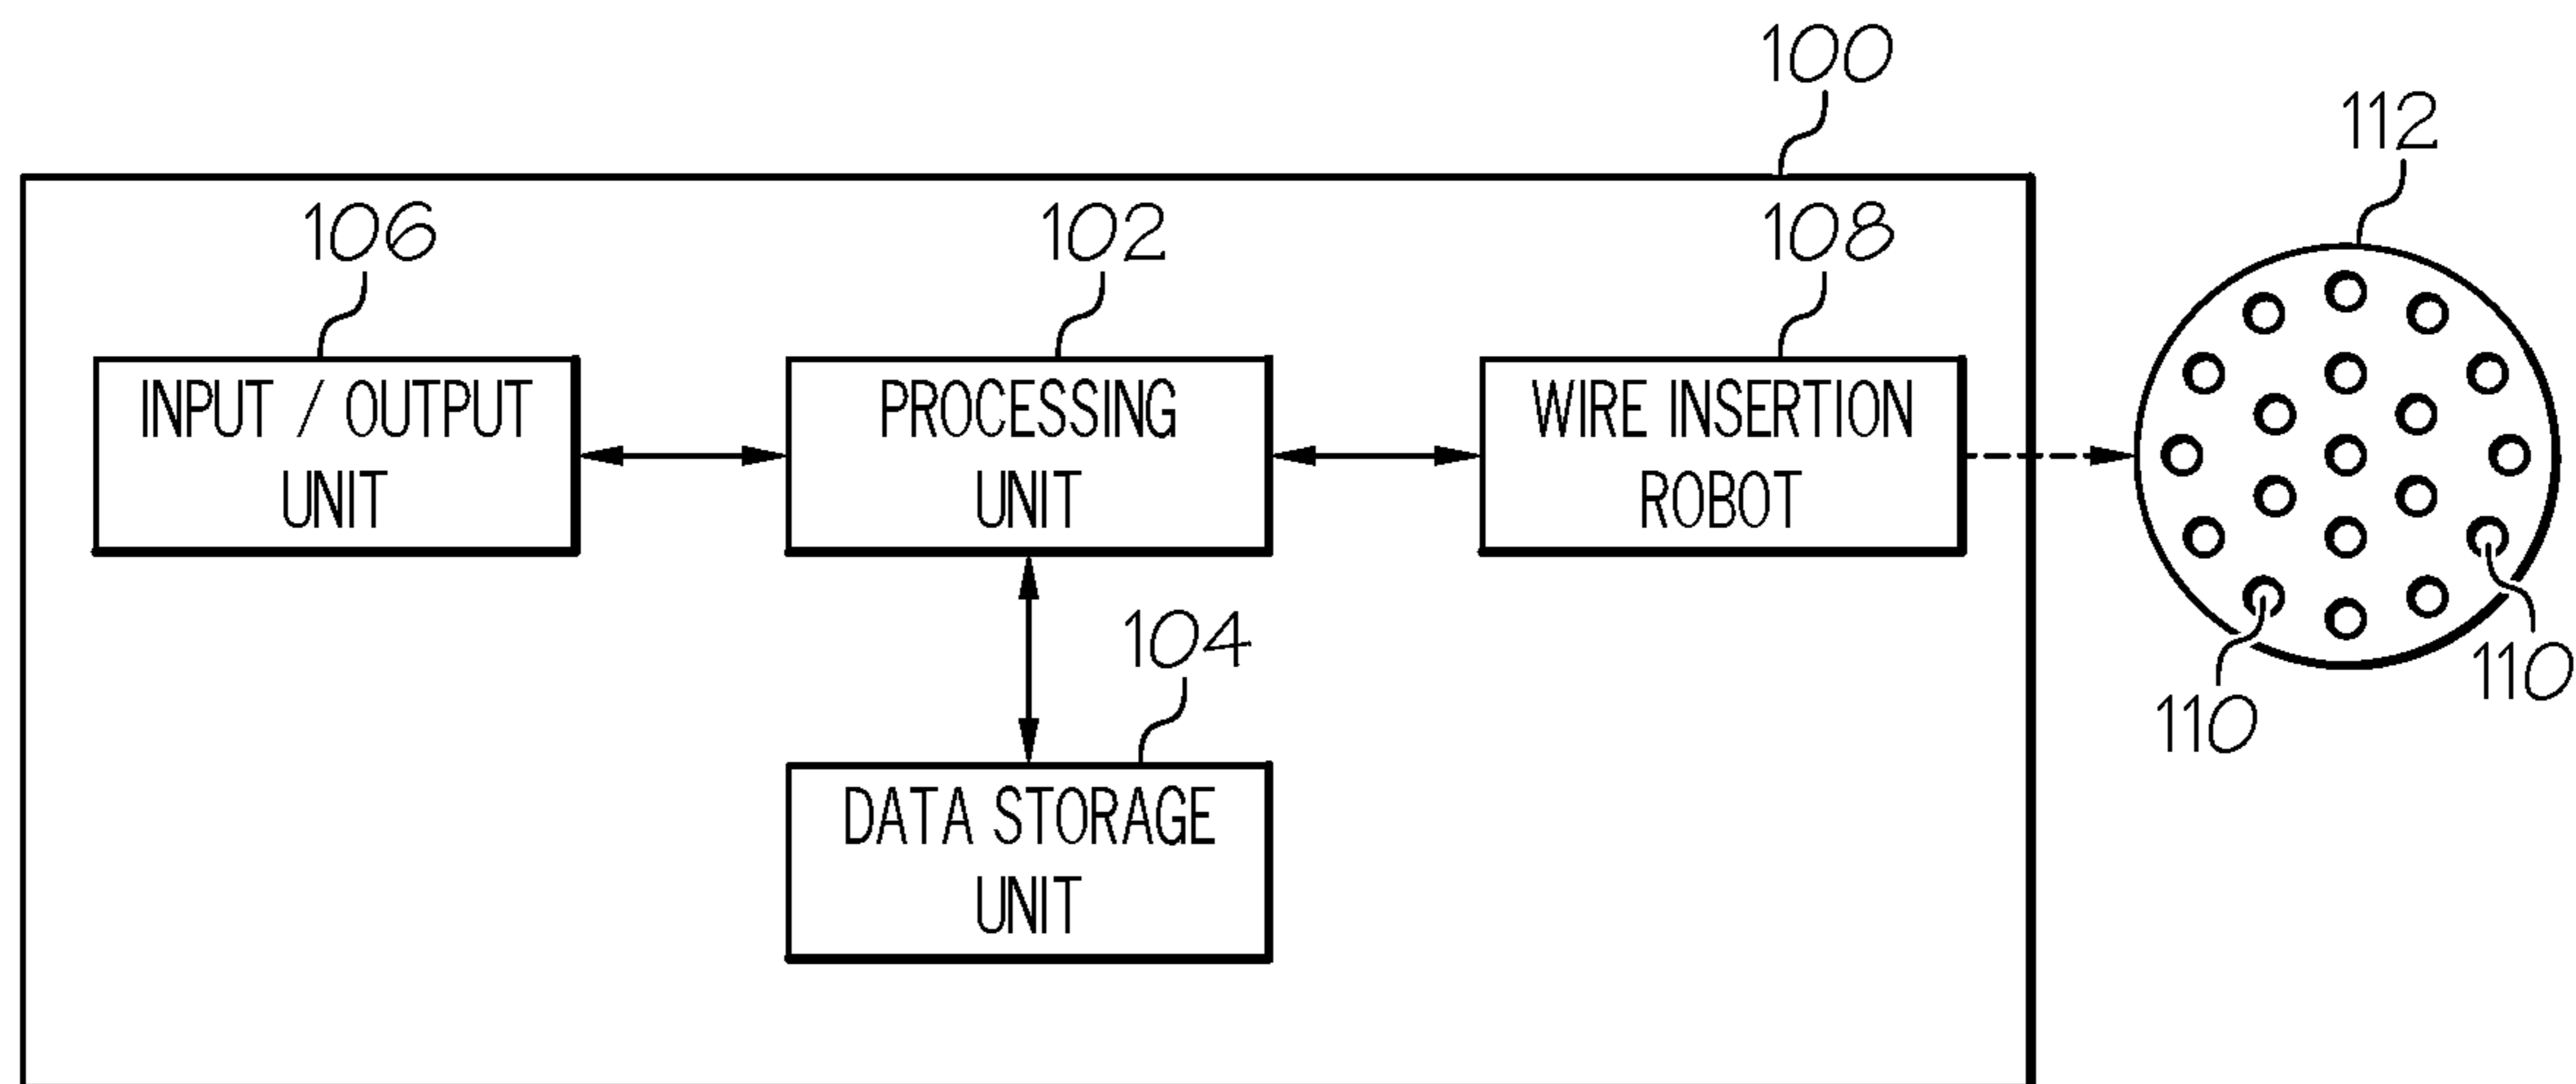 100
112
106
102
108
INPUT / OUTPUT
UNIT
PROCESSING
UNIT
WIRE INSERTION
ROBOT
104
110
110
DATA STORAGE
UNIT